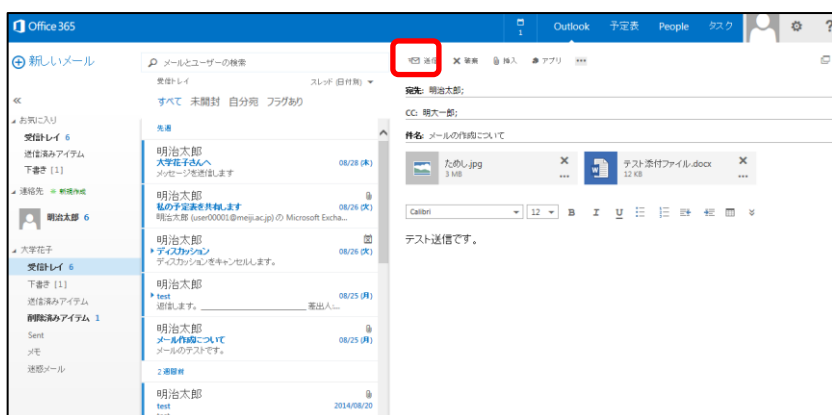 Office 365
1
Outlook 予定表 People タスク
?
新しいメール
メールとユーザーの検索
送信 破棄 挿入 アプリ •••
受信トレイ スレッド (日付順)
宛先: 明治太郎;
«
すべて 未開封 自分宛 フラグあり
CC: 明大一郎;
お気に入り
受信トレイ 6
送信済みアイテム
下書き [1]
先週
件名: メールの作成について
明治太郎
大学花子さんへ 08/28 (木)
メッセージを送信します
ためし.jpg
3 MB
テスト添付ファイル.docx
12 KB
連絡先 新規作成
明治太郎 6
明治太郎
私の予定表を共有します 08/26 (火)
明治太郎 (user00001@meiji.ac.jp) の Microsoft Excha...
Calibri 12 B I U
テスト送信です。
大学花子
受信トレイ 6
下書き [1]
送信済みアイテム
削除済みアイテム 1
Sent
メモ
迷惑メール
明治太郎
ディスカッション 08/26 (火)
ディスカッションをキャンセルします。
明治太郎
test 08/25 (月)
返信します。 ______________________ 差出人:...
明治太郎
メール作成について 08/25 (月)
メールのテストです。
2 週間前
明治太郎
test 2014/08/20